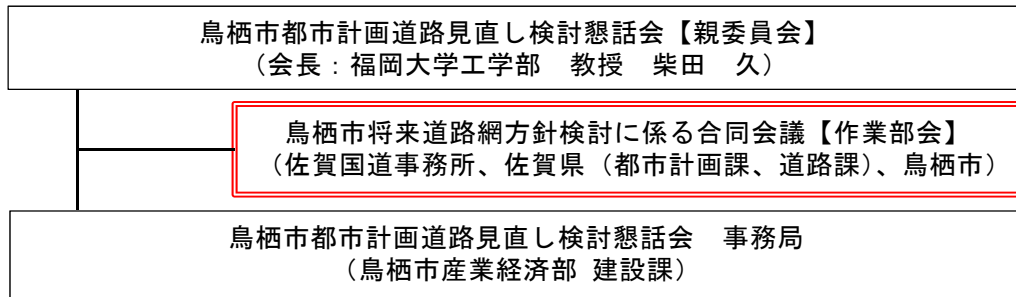 鳥栖市都市計画道路見直し検討懇話会【親委員会】
（会長：福岡大学工学部　教授　柴田　久）
鳥栖市将来道路網方針検討に係る合同会議【作業部会】
（佐賀国道事務所、佐賀県（都市計画課、道路課）、鳥栖市）
鳥栖市都市計画道路見直し検討懇話会　事務局
（鳥栖市産業経済部 建設課）